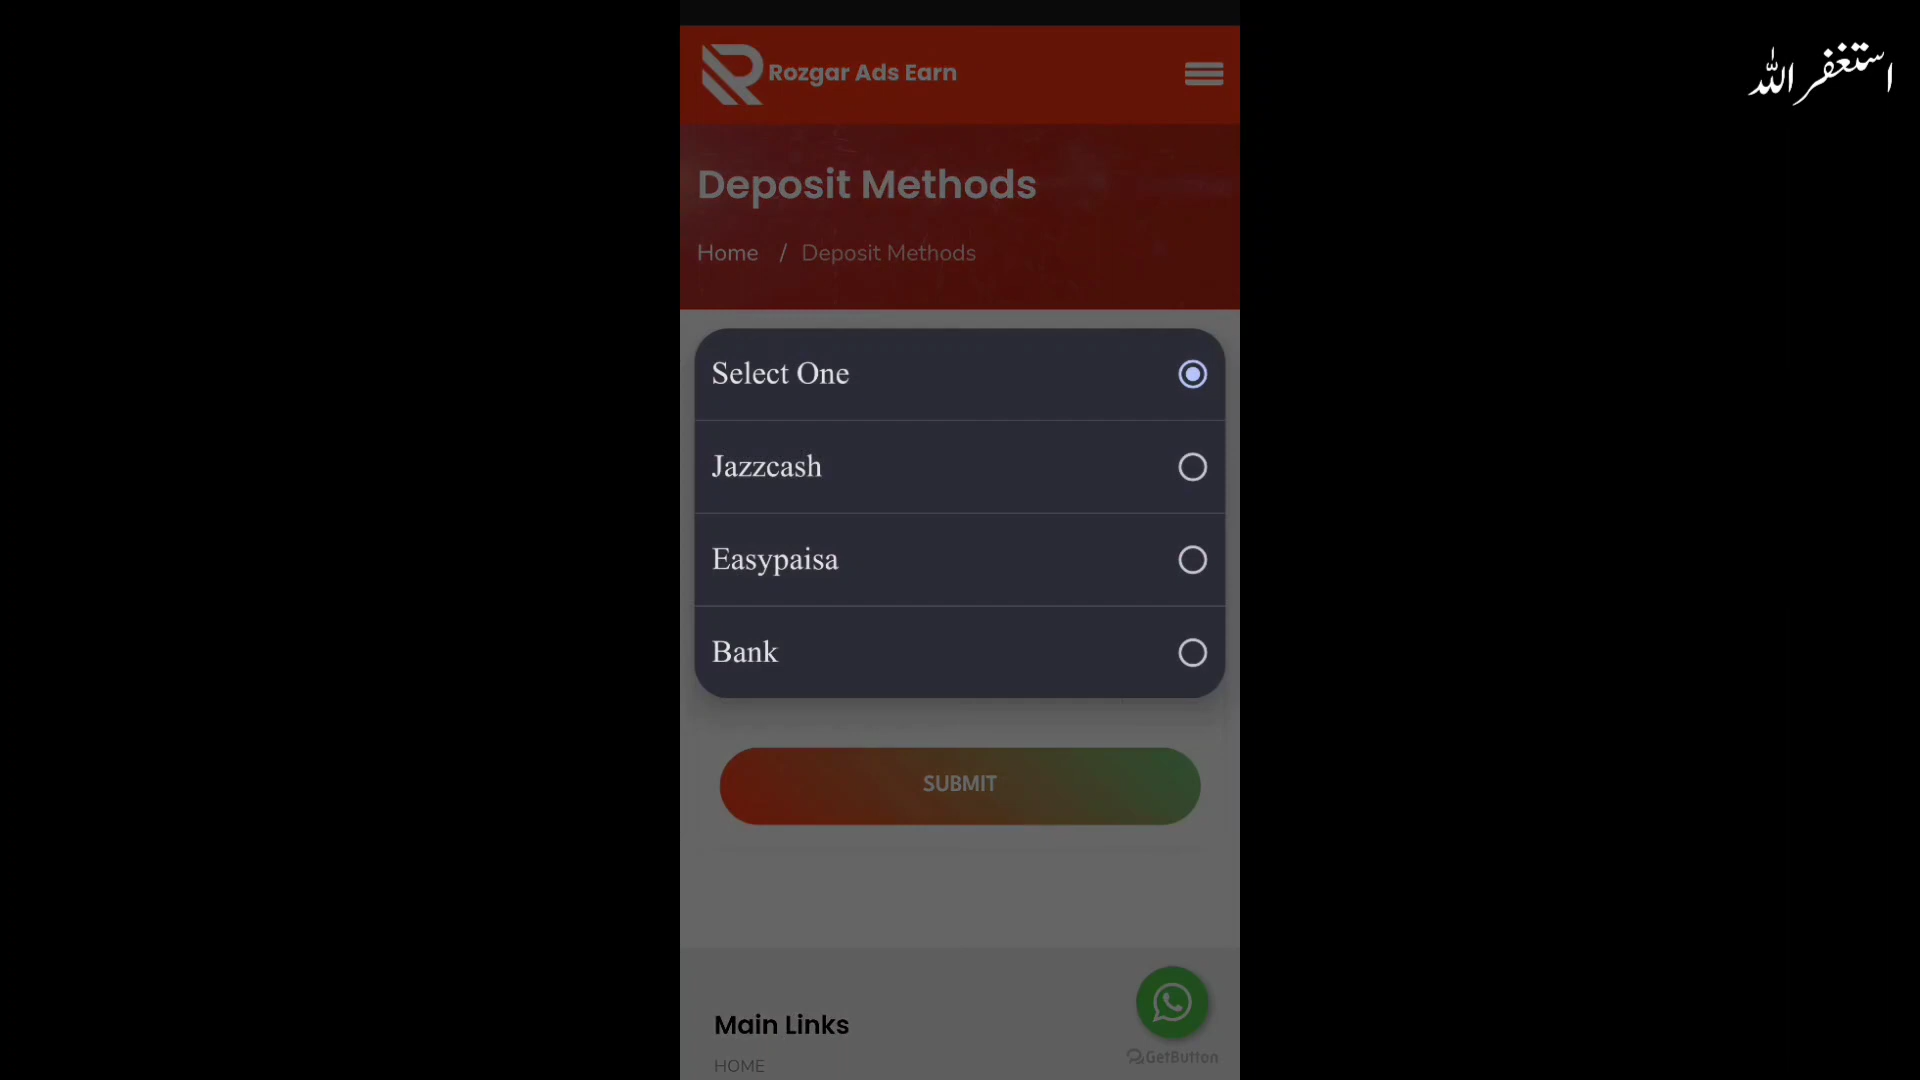 Rozgar Ads Earn
استغفر الله
Deposit Methods
Home / Deposit Methods
Select One
Jazzcash
Easypaisa
Bank
SUBMIT
Main Links
HOME
GetButton